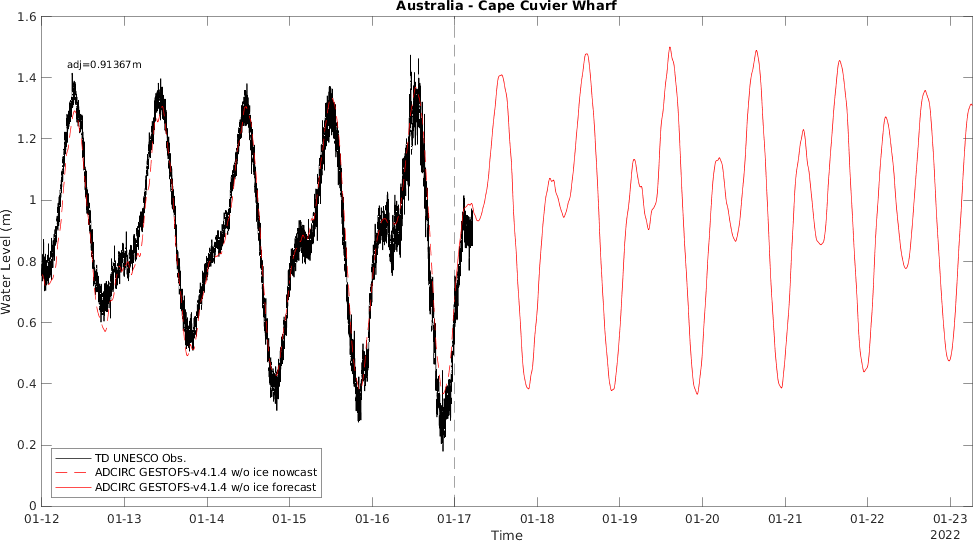 Australia - Cape Cuvier Wharf
adj=0.91367m
1.6
1.4
1.2
1
0.8
0.6
0.4
0.2
0
Water Level (m)
TD UNESCO Obs.
ADCIRC GESTOFS-v4.1.4 w/o ice nowcast
ADCIRC GESTOFS-v4.1.4 w/o ice forecast
01-12 01-13 01-14 01-15 01-16 01-17 01-18 01-19 01-20 01-21 01-22 01-23
Time
2022